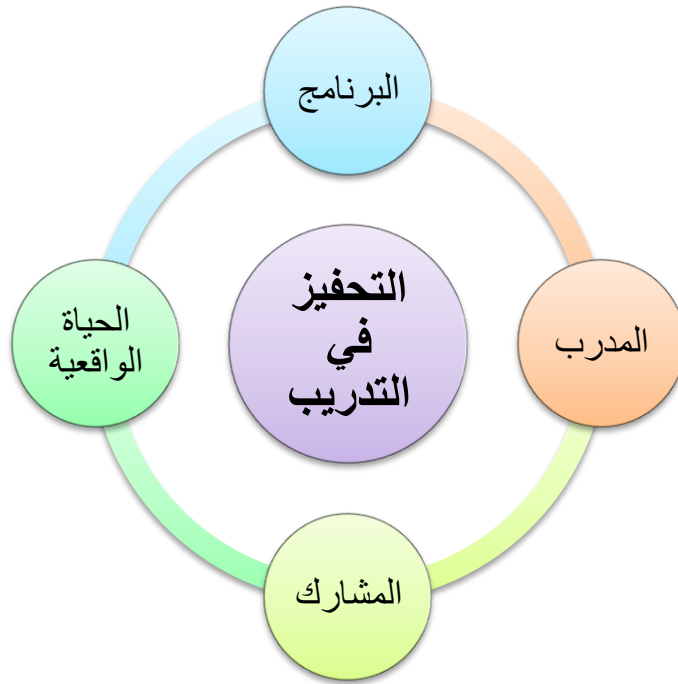 البرنامج
التحفيز
في
التدريب
المدرب
المشارك
الحياة
الواقعية